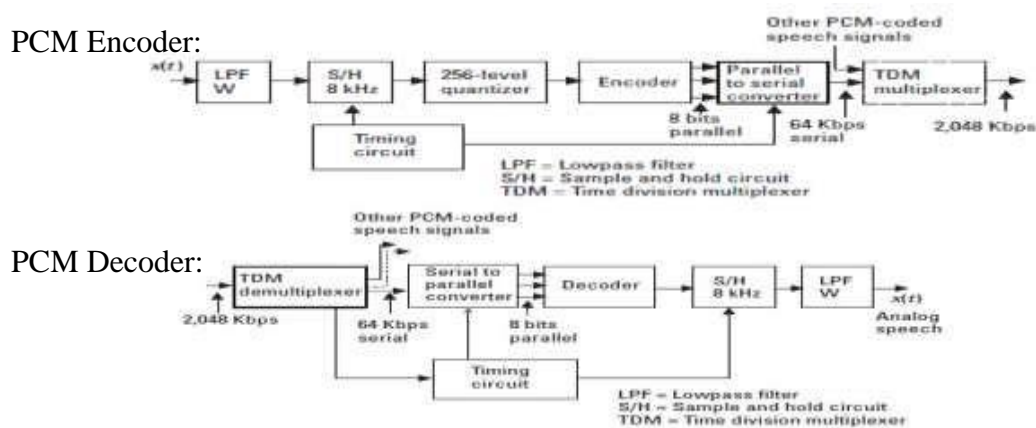 PCM Encoder:
Other PCM-coded
speech signals
x(t)
LPF
W
S/H
8 kHz
256-level
quantizer
Encoder
Parallel
to serial
converter
TDM
multiplexer
8 bits
parallel
64 Kbps
serial
2,048 Kbps
Timing
circuit
LPF = Lowpass filter
S/H = Sample and hold circuit
TDM = Time division multiplexer
PCM Decoder:
Other PCM-coded
speech signals
TDM
demultiplexer
Serial to
parallel
converter
Decoder
S/H
8 kHz
LPF
W
x(t)
Analog
speech
2,048 Kbps
64 Kbps
serial
8 bits
parallel
Timing
circuit
LPF = Lowpass filter
S/H = Sample and hold circuit
TDM = Time division multiplexer